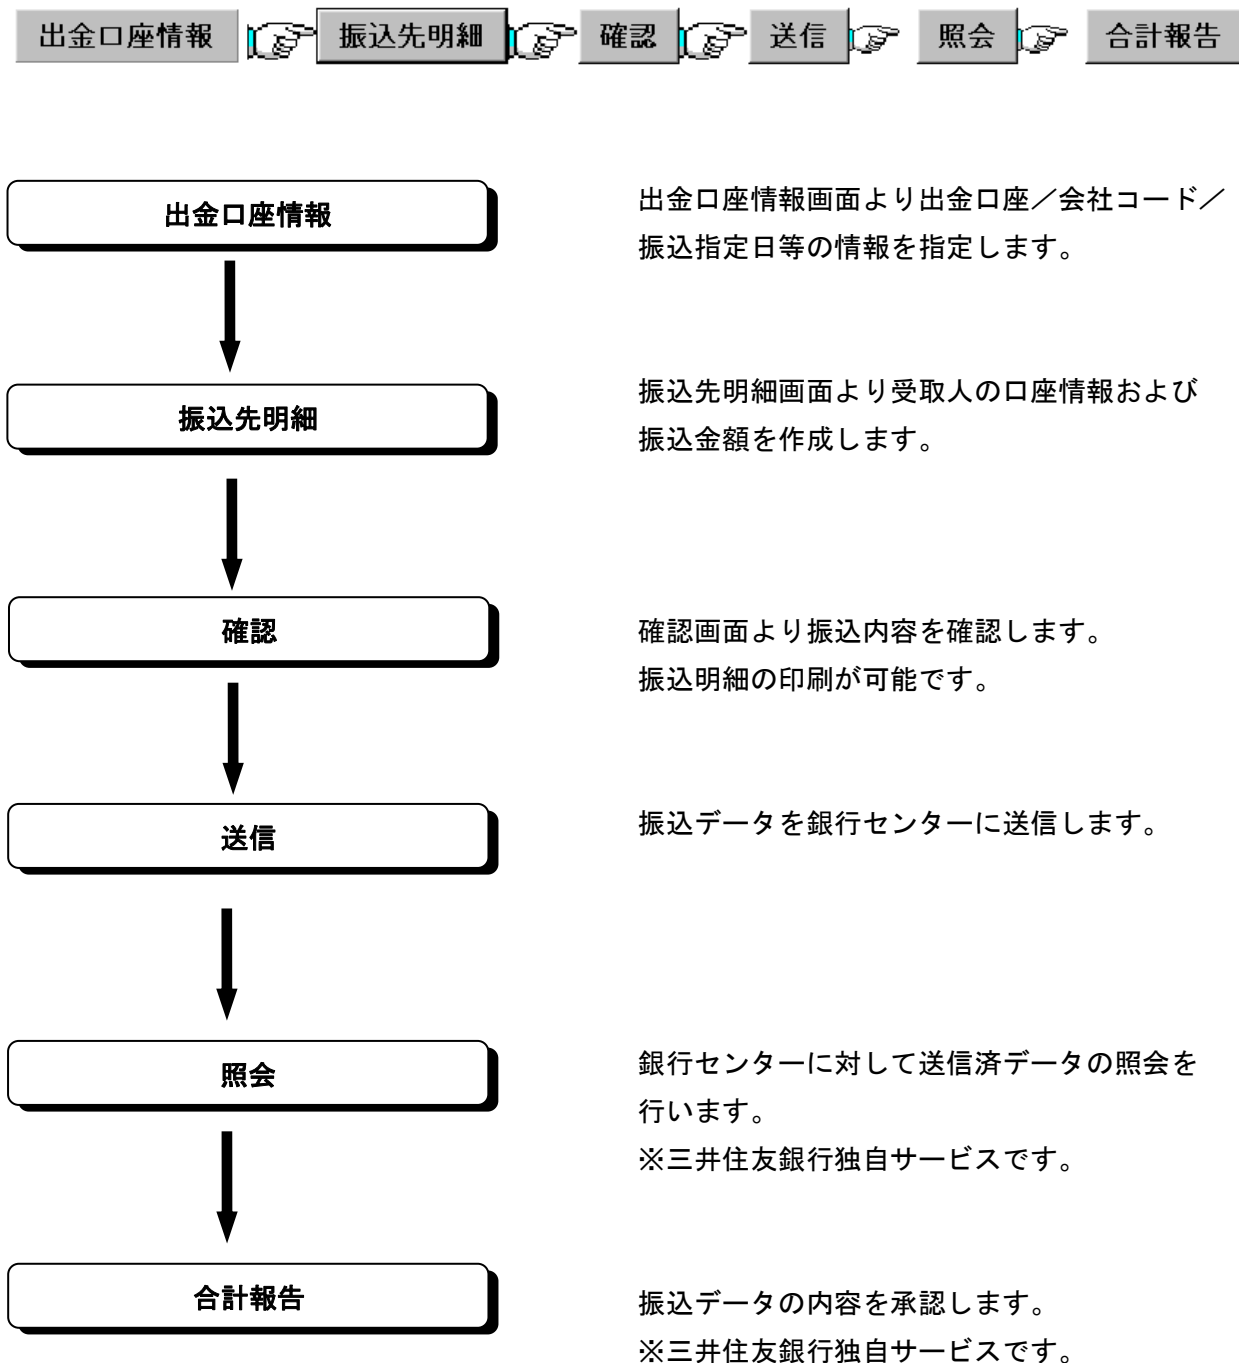 出金口座情報 振込先明細 確認 送信 照会 合計報告
出金口座情報
出金口座情報画面より出金口座／会社コード／
振込指定日等の情報を指定します。
振込先明細
振込先明細画面より受取人の口座情報および
振込金額を作成します。
確認
確認画面より振込内容を確認します。
振込明細の印刷が可能です。
送信
振込データを銀行センターに送信します。
照会
銀行センターに対して送信済データの照会を
行います。
※三井住友銀行独自サービスです。
合計報告
振込データの内容を承認します。
※三井住友銀行独自サービスです。